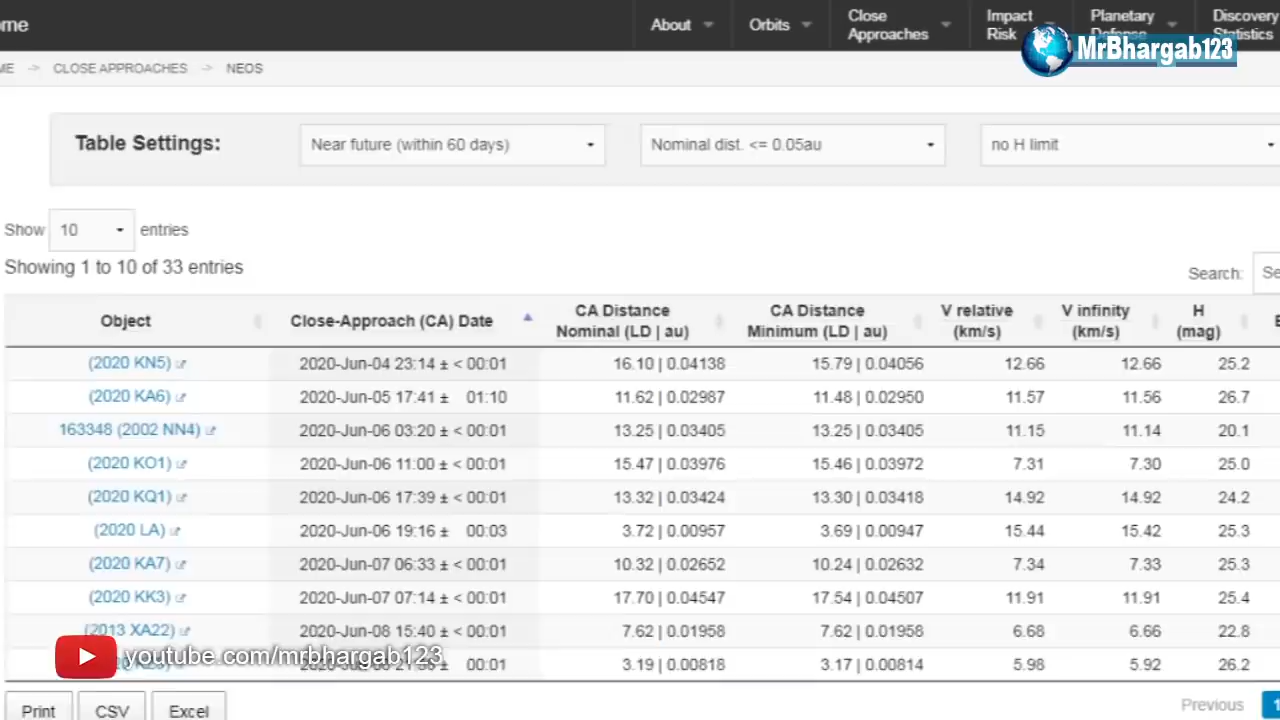 ome
About
Orbits
Close Approaches
Impact Risk
Planetary Defense
Discovery Statistics
MrBhargab123
ME -> CLOSE APPROACHES -> NEOS
Table Settings:
Near future (within 60 days)
Nominal dist. <= 0.05au
no H limit
Show 10 entries
Showing 1 to 10 of 33 entries
Search: Se
Object Close-Approach (CA) Date CA Distance Nominal (LD | au) CA Distance Minimum (LD | au) V relative (km/s) V infinity (km/s) H (mag)
(2020 KN5) 2020-Jun-04 23:14 ± < 00:01 16.10 | 0.04138 15.79 | 0.04056 12.66 12.66 25.2
(2020 KA6) 2020-Jun-05 17:41 ± 01:10 11.62 | 0.02987 11.48 | 0.02950 11.57 11.56 26.7
163348 (2002 NN4) 2020-Jun-06 03:20 ± < 00:01 13.25 | 0.03405 13.25 | 0.03405 11.15 11.14 20.1
(2020 KO1) 2020-Jun-06 11:00 ± < 00:01 15.47 | 0.03976 15.46 | 0.03972 7.31 7.30 25.0
(2020 KQ1) 2020-Jun-06 17:39 ± < 00:01 13.32 | 0.03424 13.30 | 0.03418 14.92 14.92 24.2
(2020 LA) 2020-Jun-06 19:16 ± 00:03 3.72 | 0.00957 3.69 | 0.00947 15.44 15.42 25.3
(2020 KA7) 2020-Jun-07 06:33 ± < 00:01 10.32 | 0.02652 10.24 | 0.02632 7.34 7.33 25.3
(2020 KK3) 2020-Jun-07 07:14 ± < 00:01 17.70 | 0.04547 17.54 | 0.04507 11.91 11.91 25.4
(2013 XA22) 2020-Jun-08 15:40 ± < 00:01 7.62 | 0.01958 7.62 | 0.01958 6.68 6.66 22.8
youtube.com/mrbhargab123 00:01 3.19 | 0.00818 3.17 | 0.00814 5.98 5.92 26.2
Print CSV Excel
Previous 1